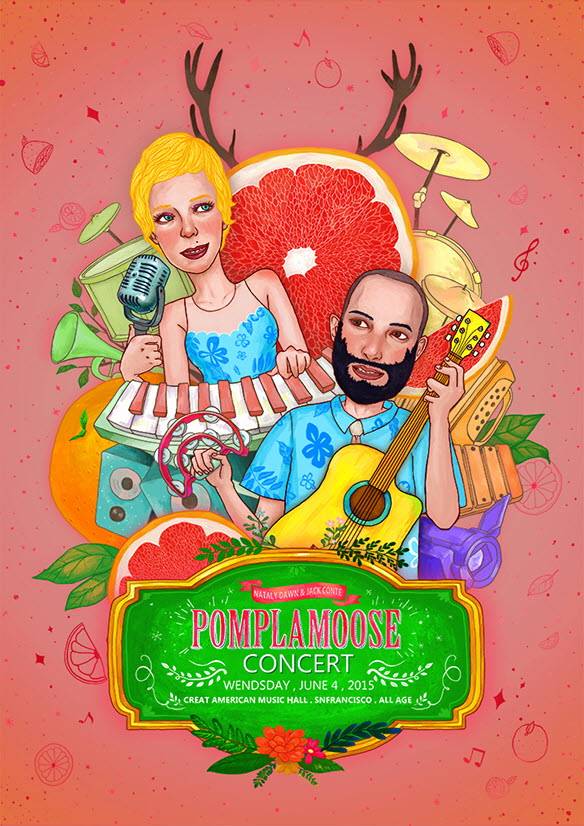 NATALY DAWN & JACK CONTE
POMPLAMOOSE
CONCERT
WENDSDAY , JUNE 4 , 2015
CREAT AMERICAN MUSIC HALL . SNFRANCISCO . ALL AGE